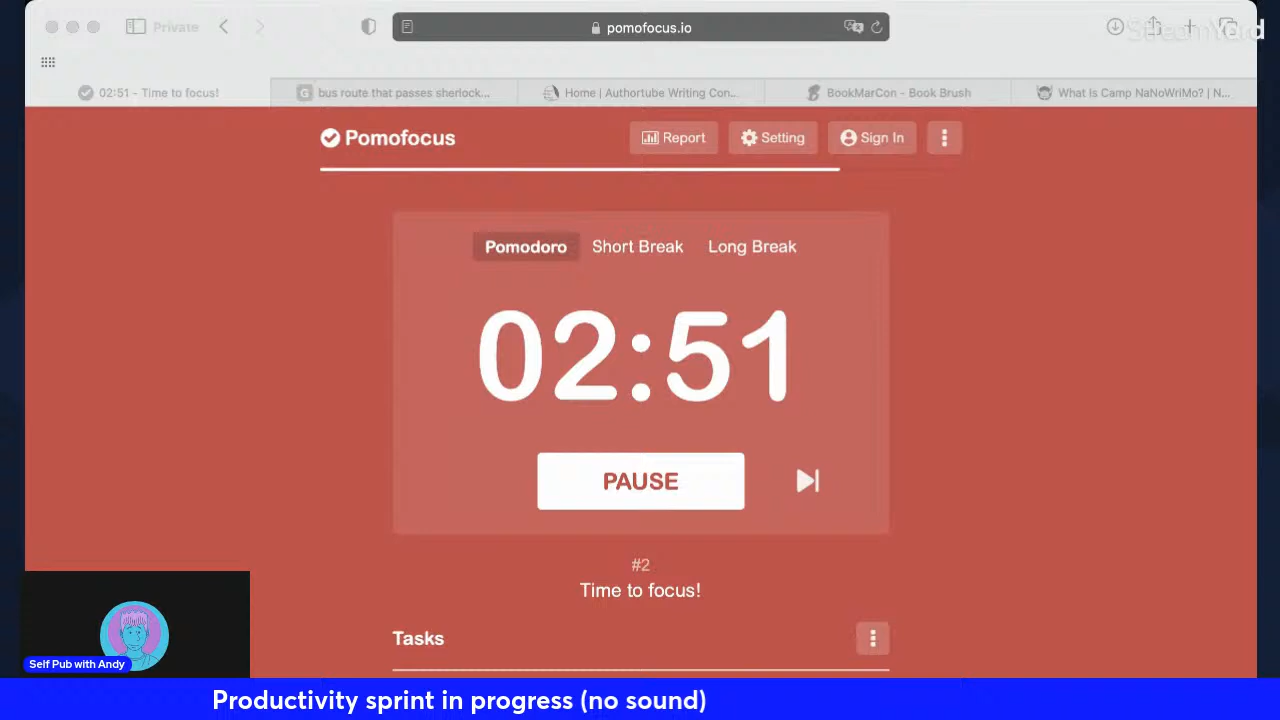 Private
pomofocus.io
StreamYard
02:51 - Time to focus!
bus route that passes sherlock...
Home | Authortube Writing Con...
BookMarCon - Book Brush
What Is Camp NaNoWriMo? | N...
Pomofocus
Report
Setting
Sign In
Pomodoro
Short Break
Long Break
02:51
PAUSE
#2
Time to focus!
Tasks
Self Pub with Andy
Productivity sprint in progress (no sound)